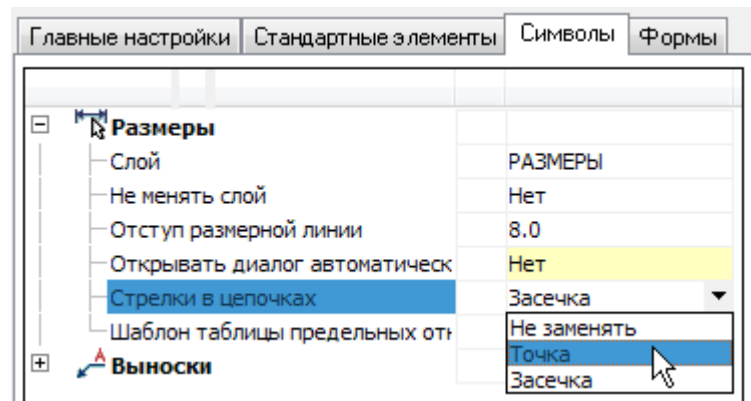 Главные настройки Стандартные элементы Символы Формы
Размеры
Слой РАЗМЕРЫ
Не менять слой Нет
Отступ размерной линии 8.0
Открывать диалог автоматическ Нет
Стрелки в цепочках Засечка
Шаблон таблицы предельных отк Не заменять
Точка
Выноски Засечка